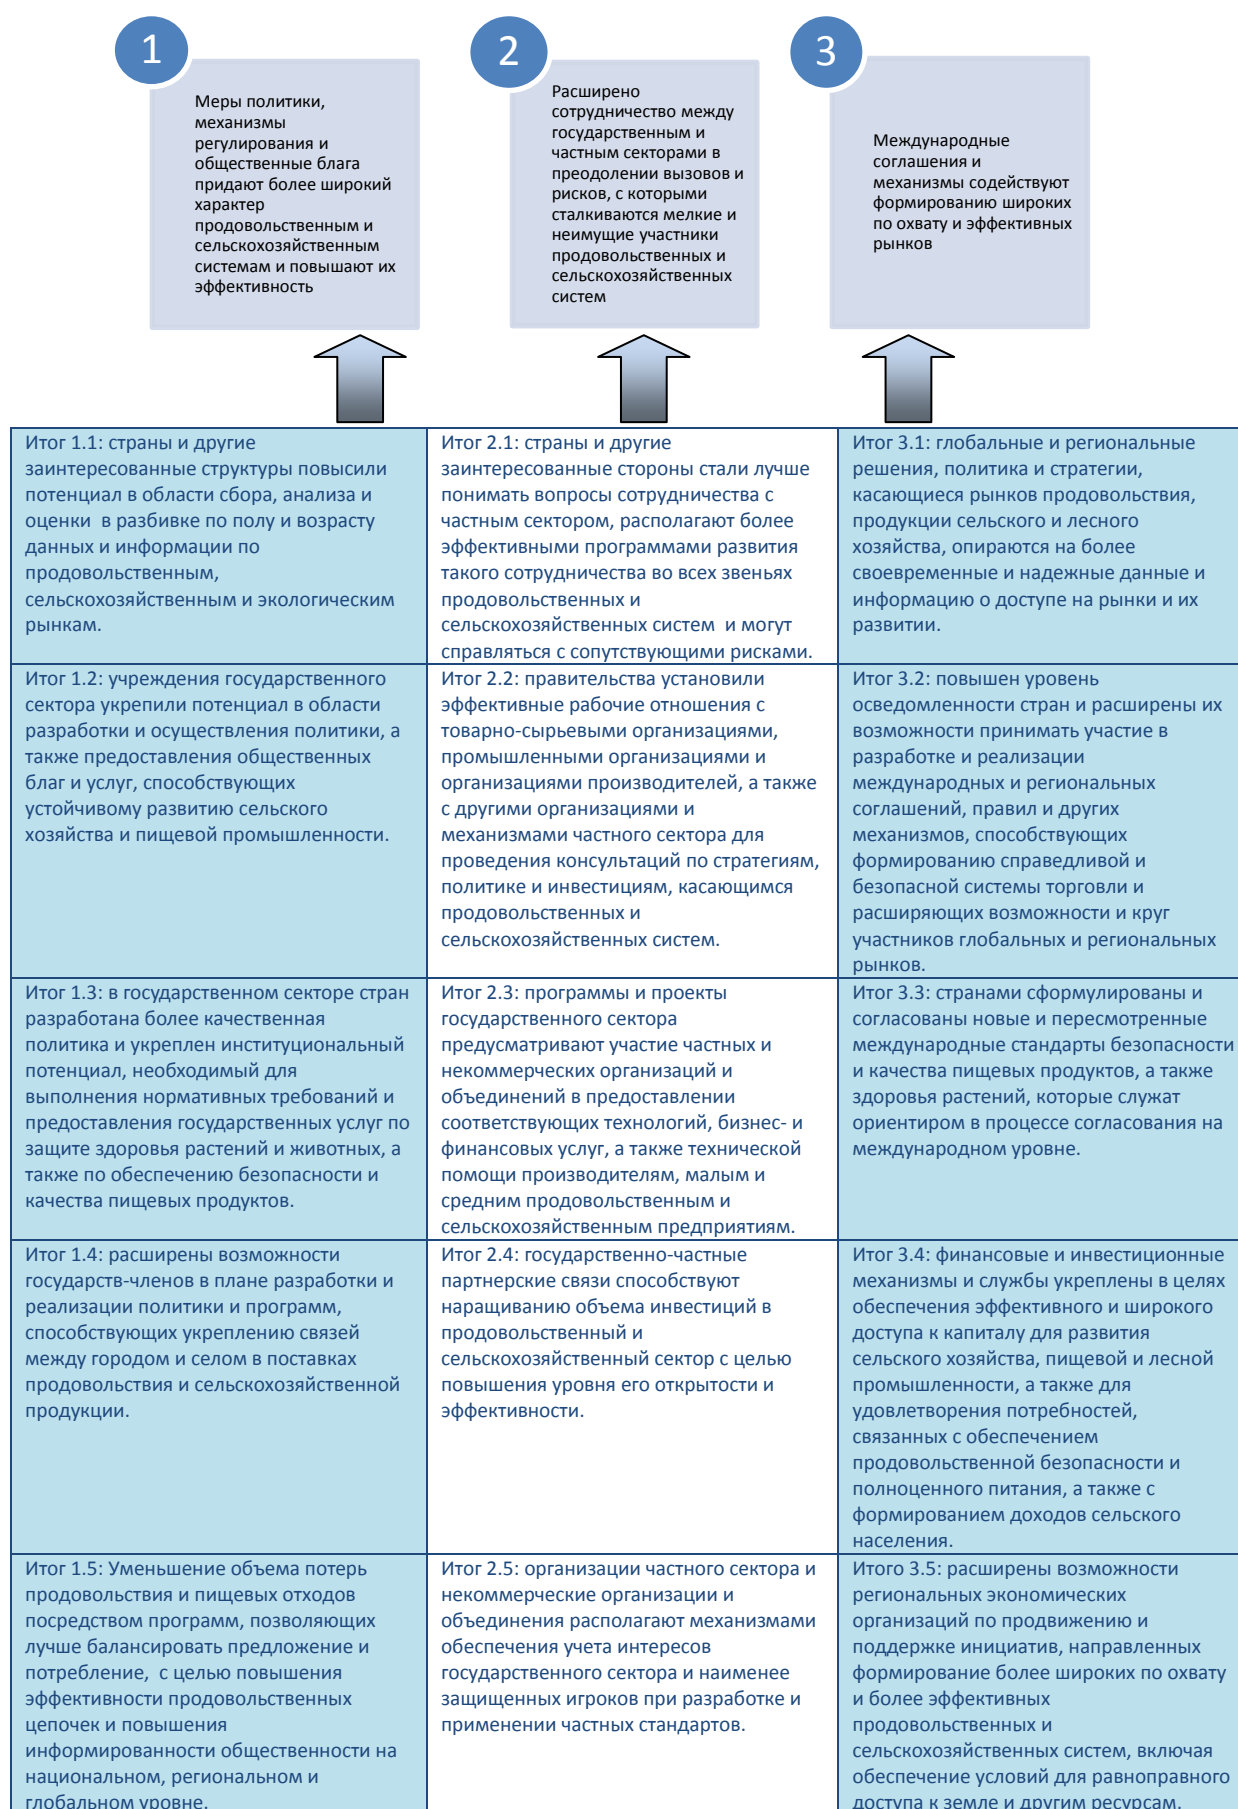 1
Меры политики,
механизмы
регулирования и
общественные блага
придают более широкий
характер
продовольственным и
сельскохозяйственным
системам и повышают их
эффективность
2
Расширено
сотрудничество между
государственным и
частным секторами в
преодолении вызовов и
рисков, с которыми
сталкиваются мелкие и
неимущие участники
продовольственных и
сельскохозяйственных
систем
3
Международные
соглашения и
механизмы содействуют
формированию широких
по охвату и эффективных
рынков
Итог 1.1: страны и другие
заинтересованные структуры повысили
потенциал в области сбора, анализа и
оценки в разбивке по полу и возрасту
данных и информации по
продовольственным,
сельскохозяйственным и экологическим
рынкам.
Итог 2.1: страны и другие
заинтересованные стороны стали лучше
понимать вопросы сотрудничества с
частным сектором, располагают более
эффективными программами развития
такого сотрудничества во всех звеньях
продовольственных и
сельскохозяйственных систем и могут
справляться с сопутствующими рисками.
Итог 3.1: глобальные и региональные
решения, политика и стратегии,
касающиеся рынков продовольствия,
продукции сельского и лесного
хозяйства, опираются на более
своевременные и надежные данные и
информацию о доступе на рынки и их
развитии.
Итог 1.2: учреждения государственного
сектора укрепили потенциал в области
разработки и осуществления политики, а
также предоставления общественных
благ и услуг, способствующих
устойчивому развитию сельского
хозяйства и пищевой промышленности.
Итог 2.2: правительства установили
эффективные рабочие отношения с
товарно-сырьевыми организациями,
промышленными организациями и
организациями производителей, а также
с другими организациями и
механизмами частного сектора для
проведения консультаций по стратегиям,
политике и инвестициям, касающимся
продовольственных и
сельскохозяйственных систем.
Итог 3.2: повышен уровень
осведомленности стран и расширены их
возможности принимать участие в
разработке и реализации
международных и региональных
соглашений, правил и других
механизмов, способствующих
формированию справедливой и
безопасной системы торговли и
расширяющих возможности и круг
участников глобальных и региональных
рынков.
Итог 1.3: в государственном секторе стран
разработана более качественная
политика и укреплен институциональный
потенциал, необходимый для
выполнения нормативных требований и
предоставления государственных услуг по
защите здоровья растений и животных, а
также по обеспечению безопасности и
качества пищевых продуктов.
Итог 2.3: программы и проекты
государственного сектора
предусматривают участие частных и
некоммерческих организаций и
объединений в предоставлении
соответствующих технологий, бизнес- и
финансовых услуг, а также технической
помощи производителям, малым и
средним продовольственным и
сельскохозяйственным предприятиям.
Итог 3.3: странами сформулированы и
согласованы новые и пересмотренные
международные стандарты безопасности
и качества пищевых продуктов, а также
здоровья растений, которые служат
ориентиром в процессе согласования на
международном уровне.
Итог 1.4: расширены возможности
государств-членов в плане разработки и
реализации политики и программ,
способствующих укреплению связей
между городом и селом в поставках
продовольствия и сельскохозяйственной
продукции.
Итог 2.4: государственно-частные
партнерские связи способствуют
наращиванию объема инвестиций в
продовольственный и
сельскохозяйственный сектор с целью
повышения уровня его открытости и
эффективности.
Итог 3.4: финансовые и инвестиционные
механизмы и службы укреплены в целях
обеспечения эффективного и широкого
доступа к капиталу для развития
сельского хозяйства, пищевой и лесной
промышленности, а также для
удовлетворения потребностей,
связанных с обеспечением
продовольственной безопасности и
полноценного питания, а также с
формированием доходов сельского
населения.
Итог 1.5: Уменьшение объема потерь
продовольствия и пищевых отходов
посредством программ, позволяющих
лучше балансировать предложение и
потребление, с целью повышения
эффективности продовольственных
цепочек и повышения
информированности общественности на
национальном, региональном и
глобальном уровне.
Итог 2.5: организации частного сектора и
некоммерческие организации и
объединения располагают механизмами
обеспечения учета интересов
государственного сектора и наименее
защищенных игроков при разработке и
применении частных стандартов.
Итого 3.5: расширены возможности
региональных экономических
организаций по продвижению и
поддержке инициатив, направленных
формирование более широких по охвату
и более эффективных
продовольственных и
сельскохозяйственных систем, включая
обеспечение условий для равноправного
доступа к земле и другим ресурсам.